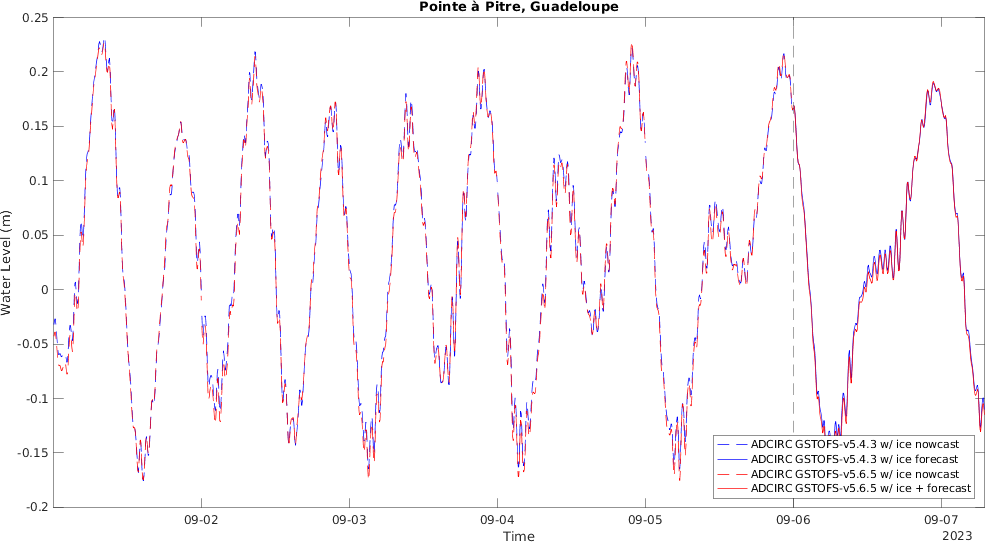 Pointe à Pitre, Guadeloupe
0.25
0.2
0.15
0.1
0.05
0
-0.05
-0.1
-0.15
-0.2
Water Level (m)
09-02
09-03
09-04
09-05
09-06
09-07
Time
2023
ADCIRC GSTOFS-v5.4.3 w/ ice nowcast
ADCIRC GSTOFS-v5.4.3 w/ ice forecast
ADCIRC GSTOFS-v5.6.5 w/ ice nowcast
ADCIRC GSTOFS-v5.6.5 w/ ice + forecast